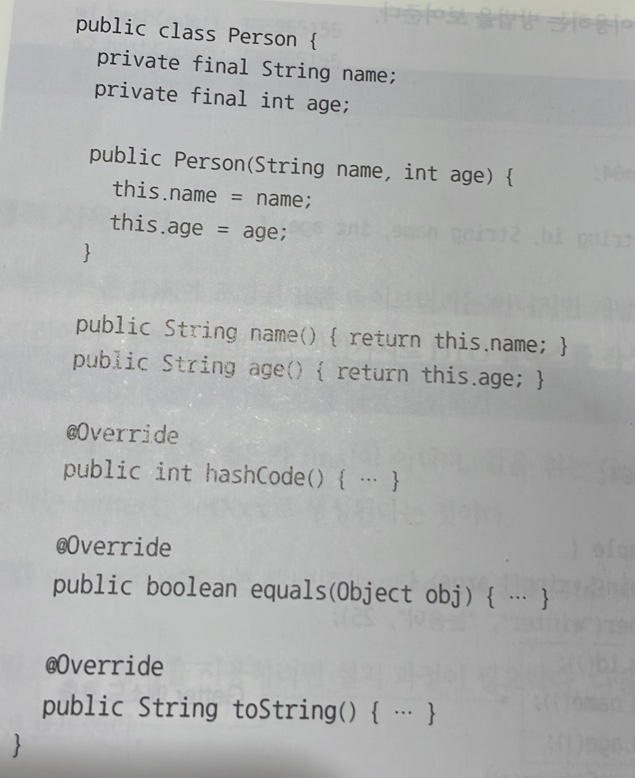 public class Person {
private final String name;
private final int age;
public Person(String name, int age) {
this.name = name;
this.age = age;
}
public String name() { return this.name; }
public String age() { return this.age; }
@Override
public int hashCode() { … }
@Override
public boolean equals(Object obj) { … }
@Override
public String toString() { … }
}